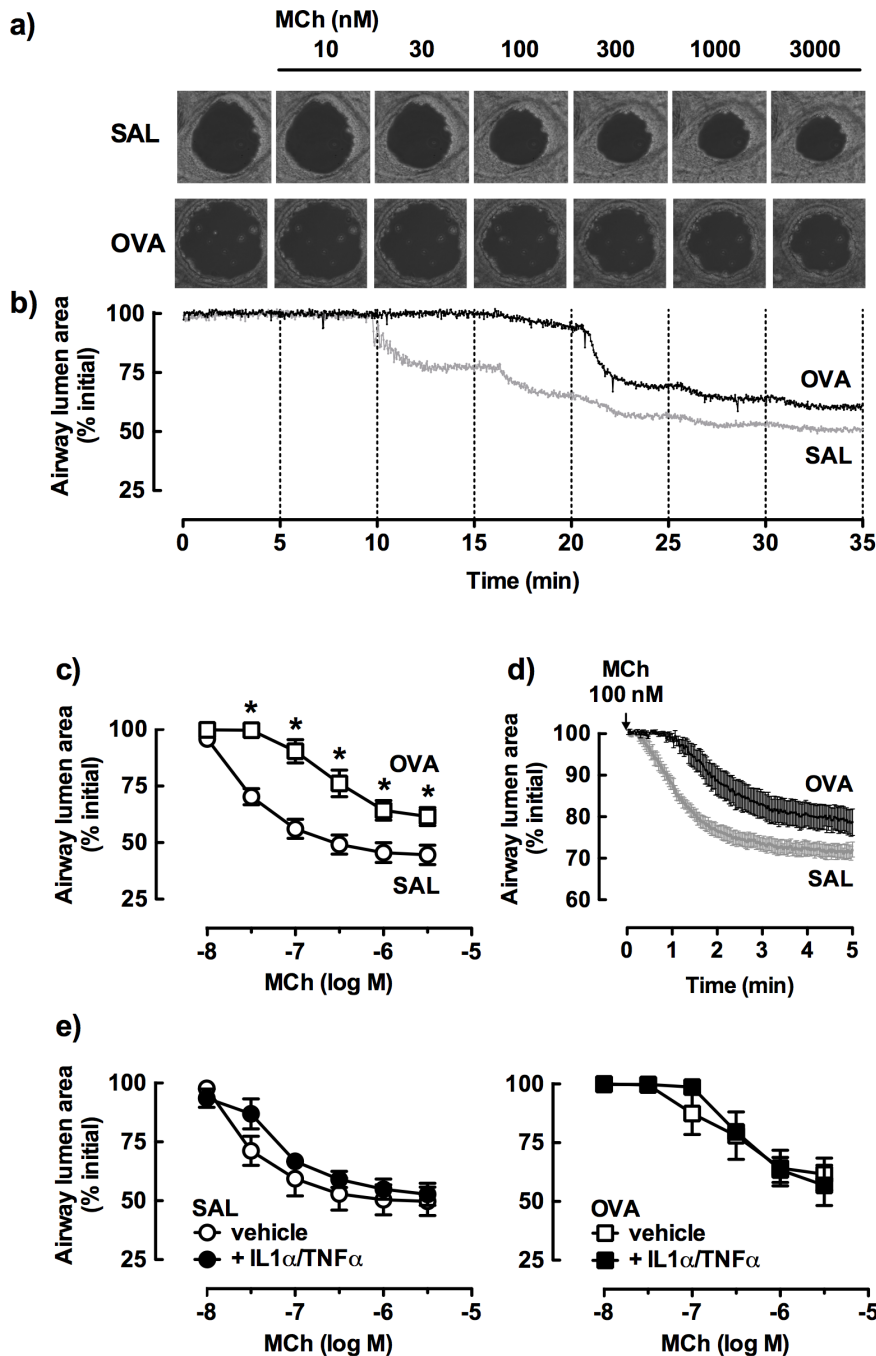 a)
MCh (nM)
10 30 100 300 1000 3000
SAL
OVA
b)
Airway lumen area
(% initial)
100
75
50
25
OVA
SAL
0 5 10 15 20 25 30 35
Time (min)
c)
Airway lumen area
(% initial)
100
75
50
25
* * * * *
OVA
SAL
-8 -7 -6 -5
MCh (log M)
d)
MCh
100 nM
Airway lumen area
(% initial)
100
90
80
70
60
OVA
SAL
0 1 2 3 4 5
Time (min)
e)
Airway lumen area
(% initial)
100
75
50
25
SAL
vehicle
+ IL1α/TNFα
-8 -7 -6 -5
MCh (log M)
100
75
50
25
OVA
vehicle
+ IL1α/TNFα
-8 -7 -6 -5
MCh (log M)